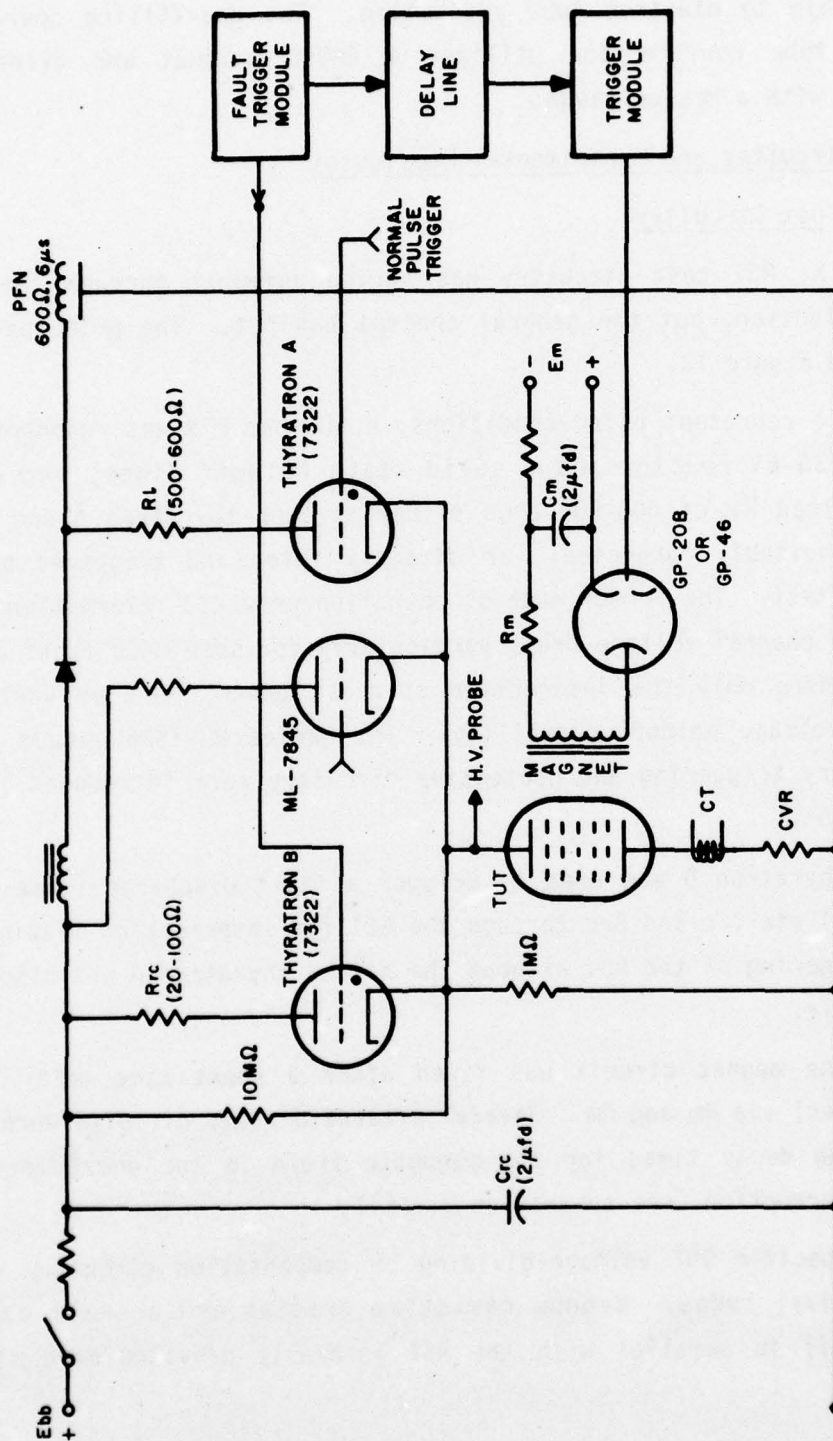 Ebb
+
Crc
(2μfd)
10MΩ
Rrc
(20-100Ω)
THYRATRON B
(7322)
1MΩ
ML-7845
RL
(500-600Ω)
THYRATRON A
(7322)
PFN
600Ω, 6μs
NORMAL
PULSE
TRIGGER
H.V. PROBE
TUT
CT
CVR
MAGNET
Rm
Cm
(2μfd)
Em
-
+
GP-20B
OR
GP-46
FAULT
TRIGGER
MODULE
DELAY
LINE
TRIGGER
MODULE